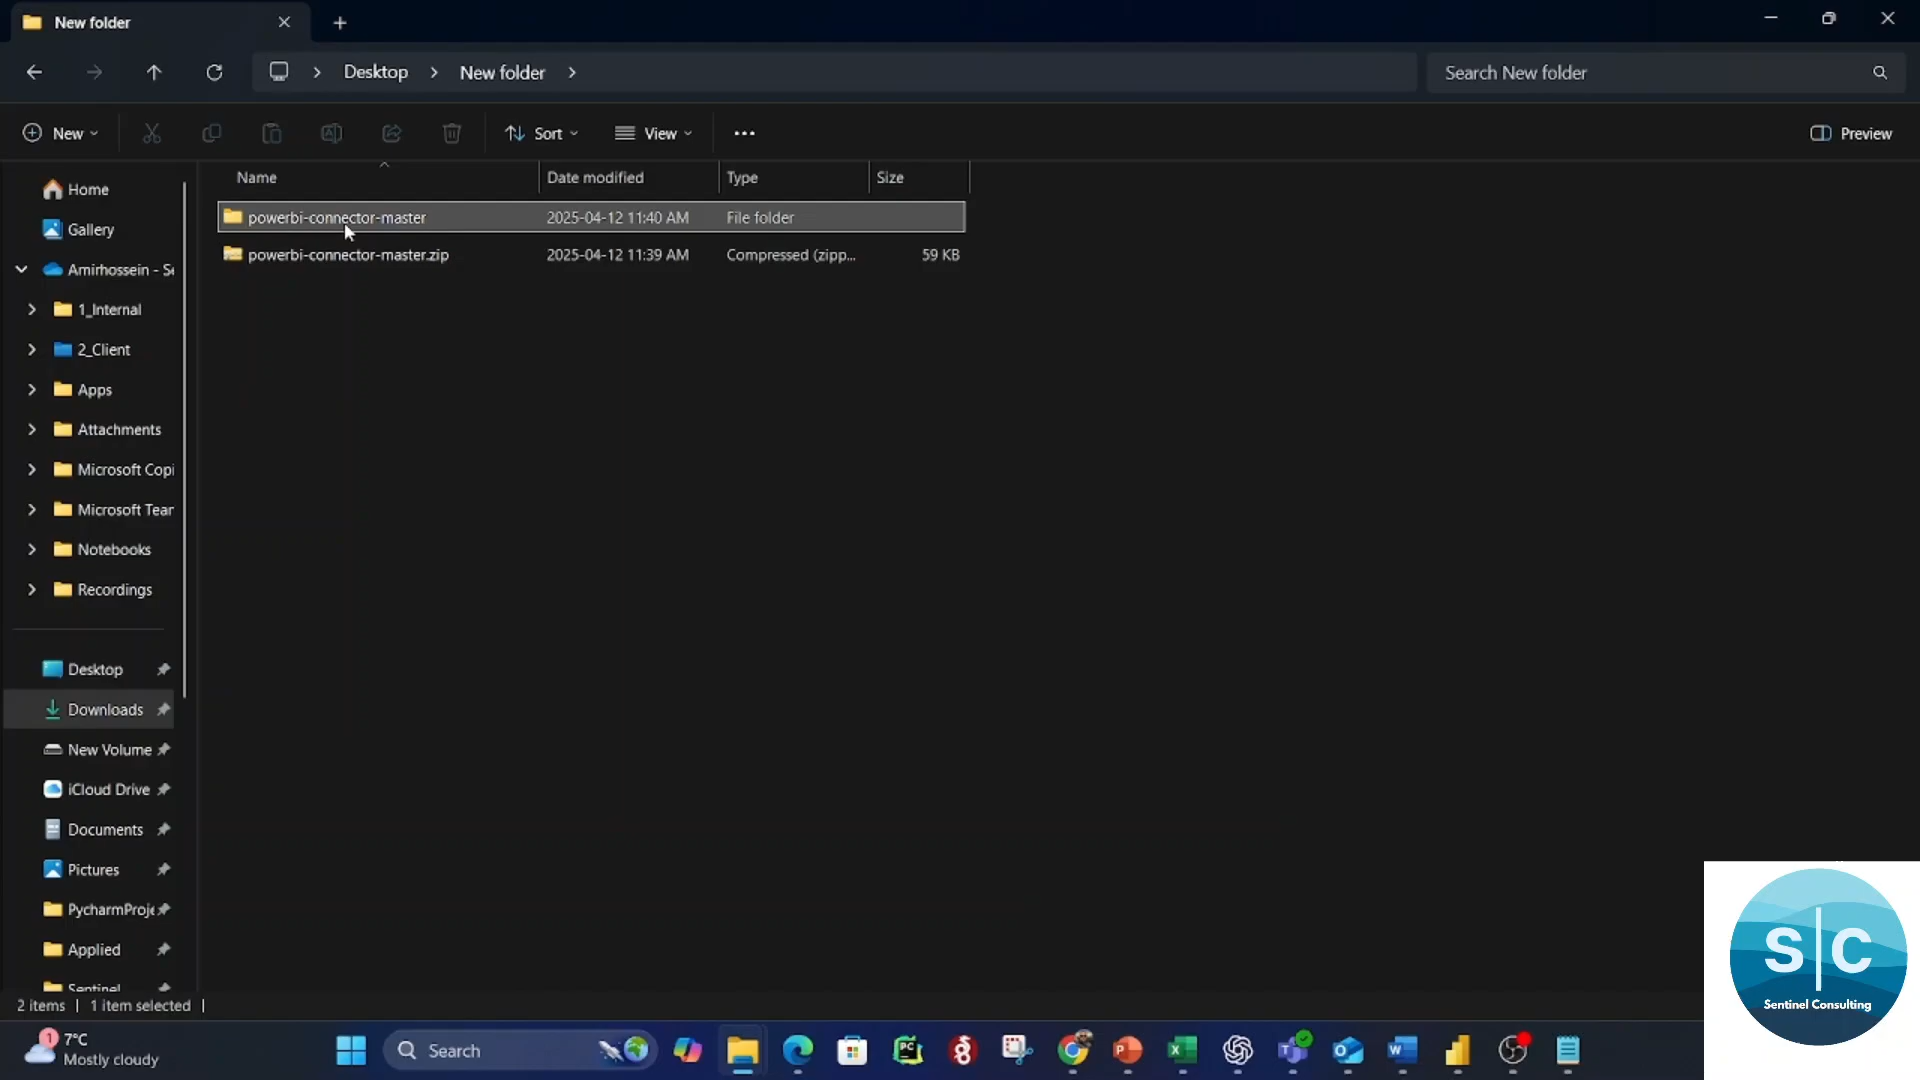 New folder
Desktop > New folder >
Search New folder
New
Sort
View
Preview
Name
Date modified
Type
Size
powerbi-connector-master
2025-04-12 11:40 AM
File folder
powerbi-connector-master.zip
2025-04-12 11:39 AM
Compressed (zipp...
59 KB
Home
Gallery
Amirhossein - Se
1_Internal
2_Client
Apps
Attachments
Microsoft Copi
Microsoft Tear
Notebooks
Recordings
Desktop
Downloads
New Volume
iCloud Drive
Documents
Pictures
PycharmProje
Applied
Sentinel
2 items | 1 item selected |
S|C
Sentinel Consulting
1
7°C
Mostly cloudy
Search